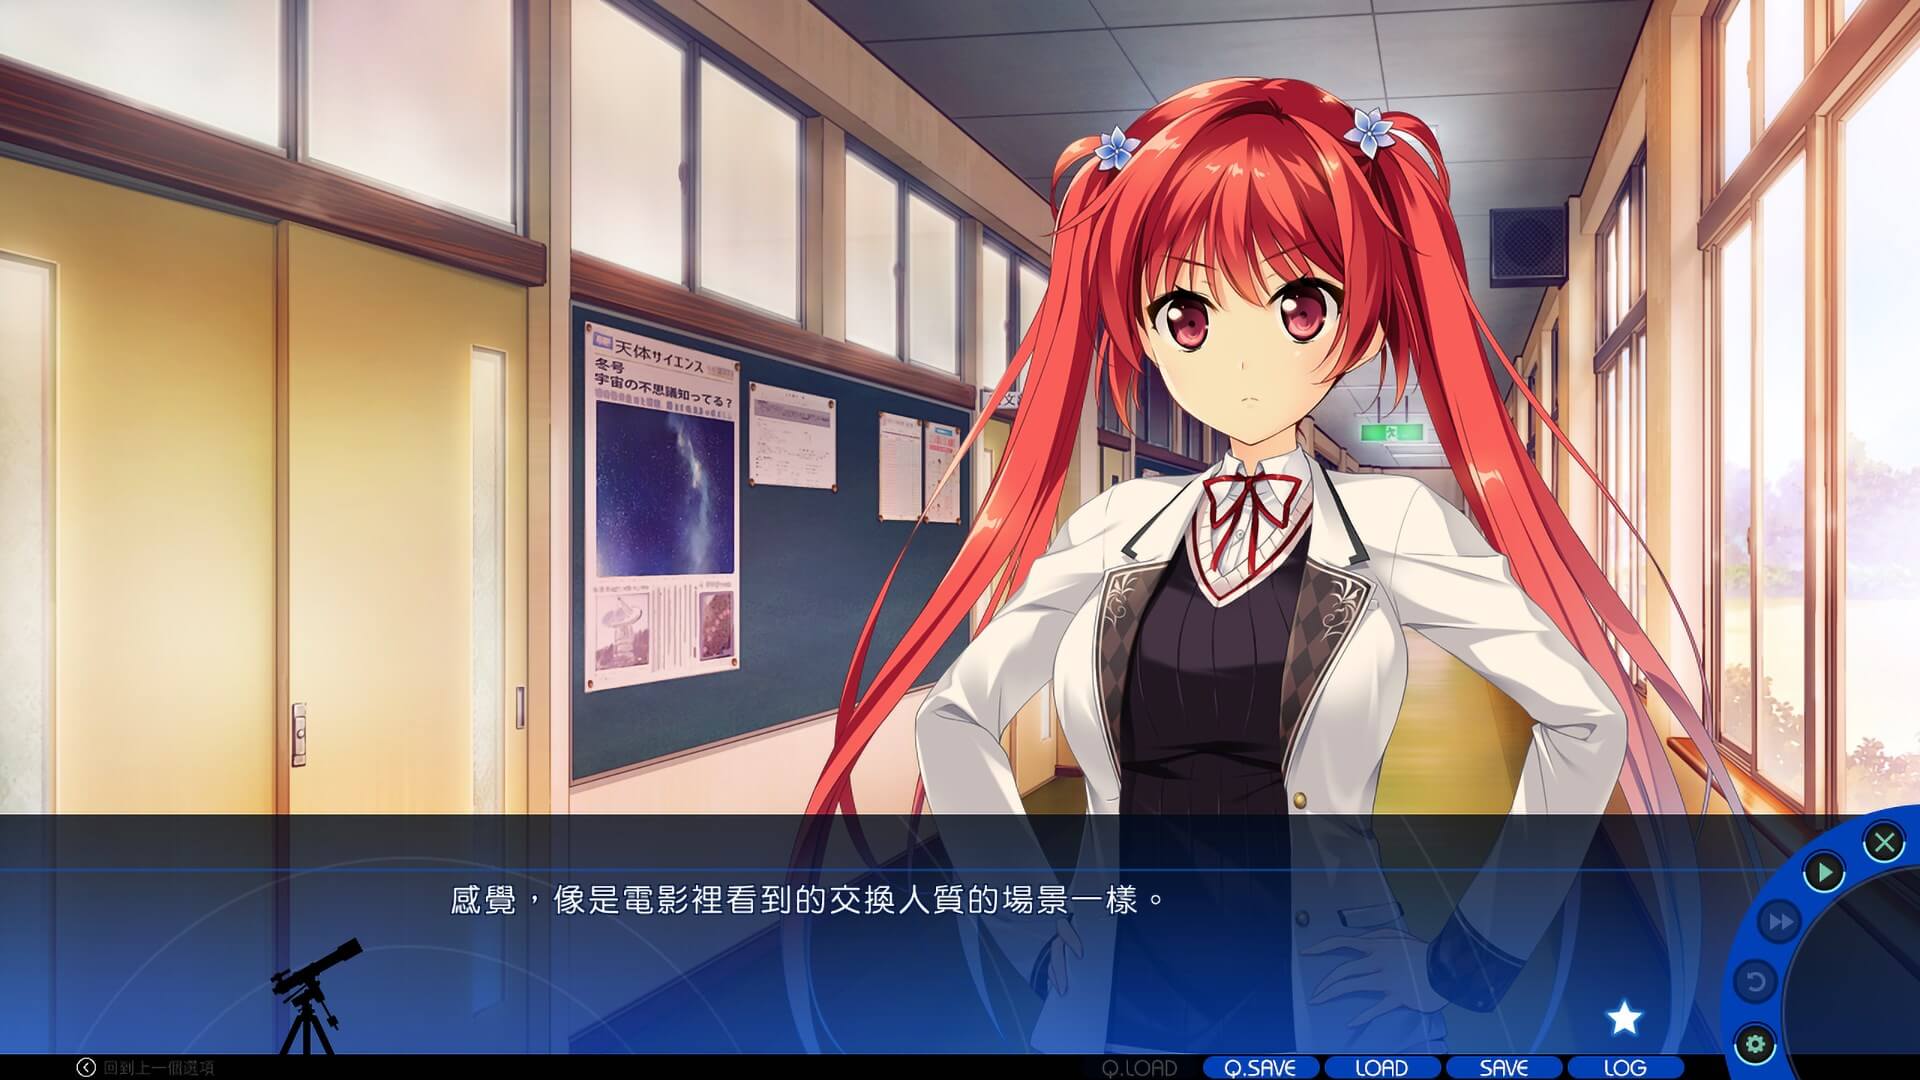 天体サイエンス
冬号
宇宙の不思議知ってる？
感覺，像是電影裡看到的交換人質的場景一樣。
回到上一個選項
Q.LOAD
Q.SAVE
LOAD
SAVE
LOG